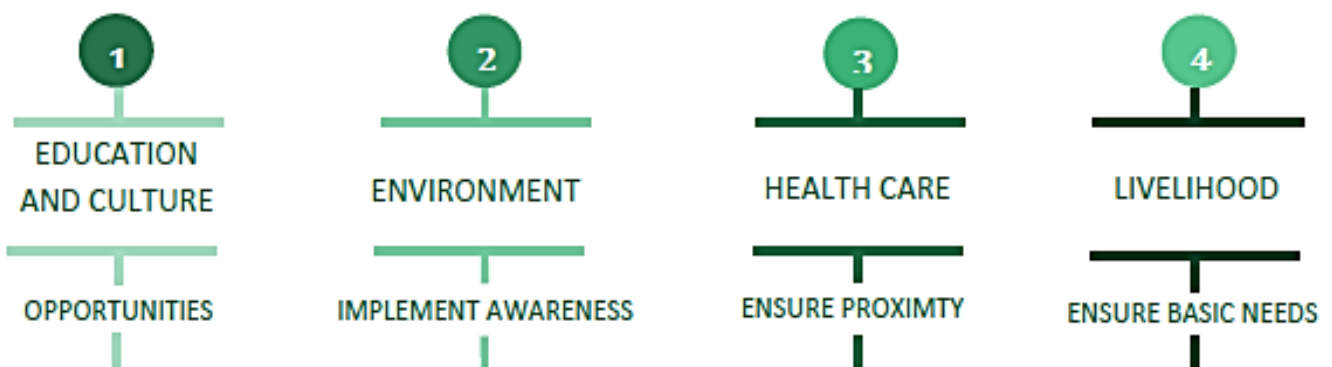 1
EDUCATION
AND CULTURE
OPPORTUNITIES
2
ENVIRONMENT
IMPLEMENT AWARENESS
3
HEALTH CARE
ENSURE PROXIMTY
4
LIVELIHOOD
ENSURE BASIC NEEDS